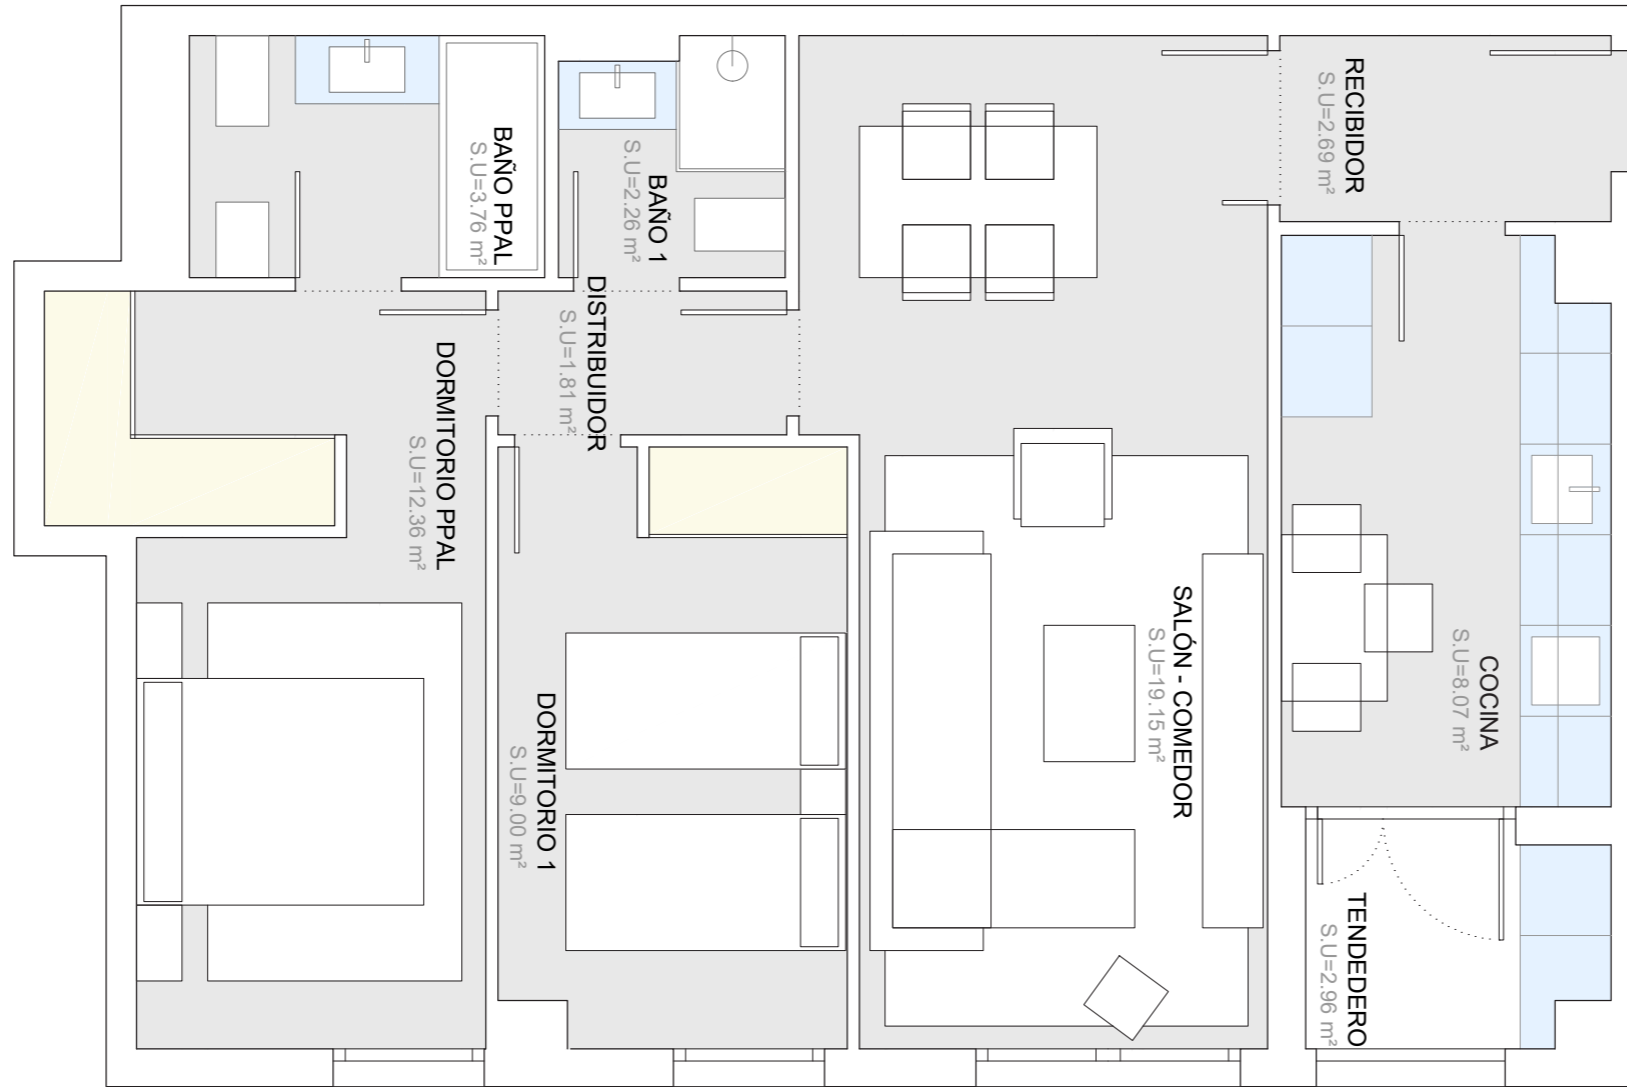 BAÑO PPAL
S.U=3.76 m²
BAÑO 1
S.U=2.26 m²
RECIBIDOR
S.U=2.69 m²
DISTRIBUIDOR
S.U=1.81 m²
DORMITORIO PPAL
S.U=12.36 m²
DORMITORIO 1
S.U=9.00 m²
SALÓN - COMEDOR
S.U=19.15 m²
COCINA
S.U=8.07 m²
TENDEDERO
S.U=2.96 m²